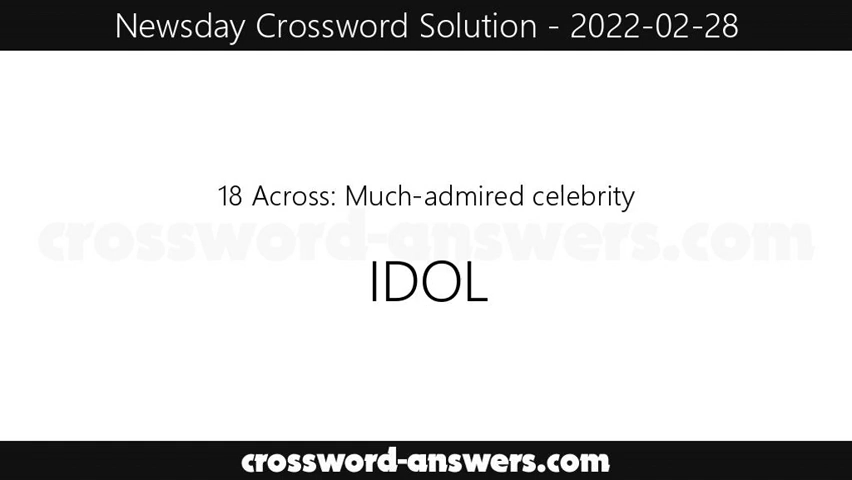 Newsday Crossword Solution - 2022-02-28
18 Across: Much-admired celebrity
crossword-answers.com
IDOL
crossword-answers.com